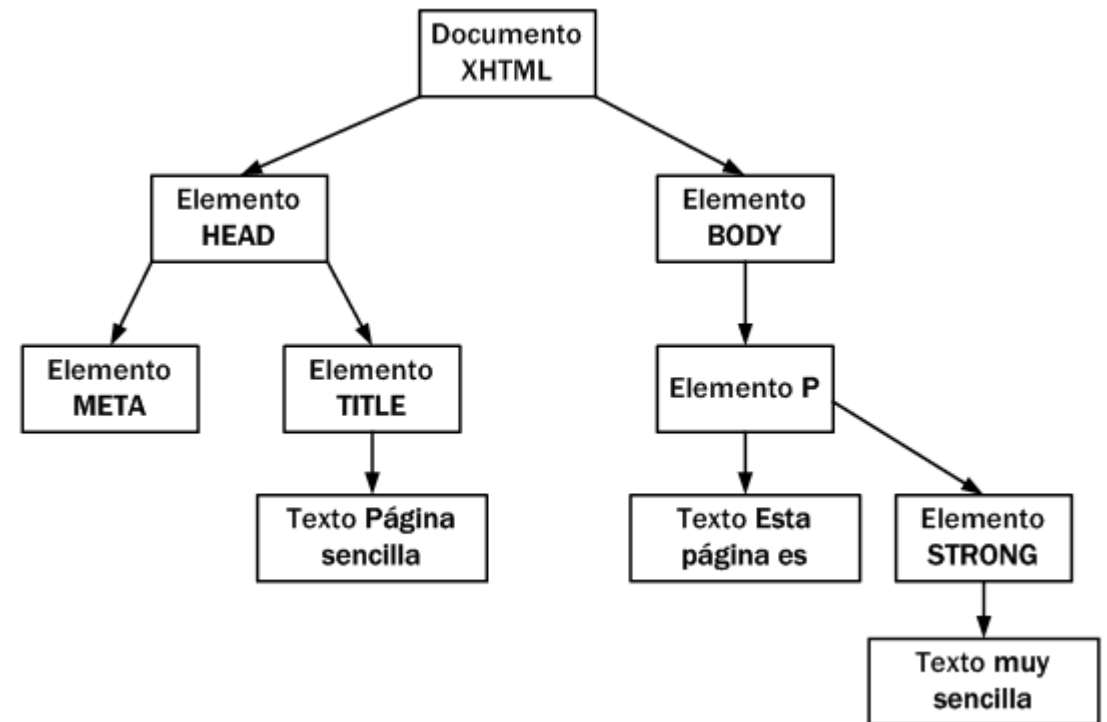 Documento
XHTML
Elemento
HEAD
Elemento
BODY
Elemento
META
Elemento
TITLE
Elemento P
Texto Página
sencilla
Texto Esta
página es
Elemento
STRONG
Texto muy
sencilla